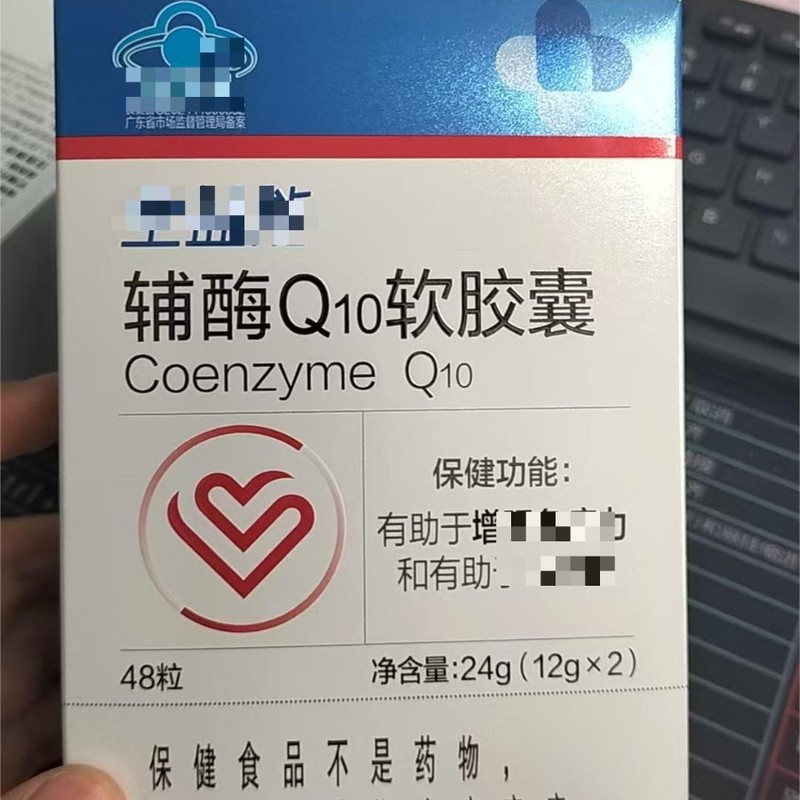 广东省市场监督管理局备案
辅酶Q10软胶囊
Coenzyme Q10
保健功能：
有助于增
和有助
48粒
净含量:24g(12g×2)
保健食品不是药物，